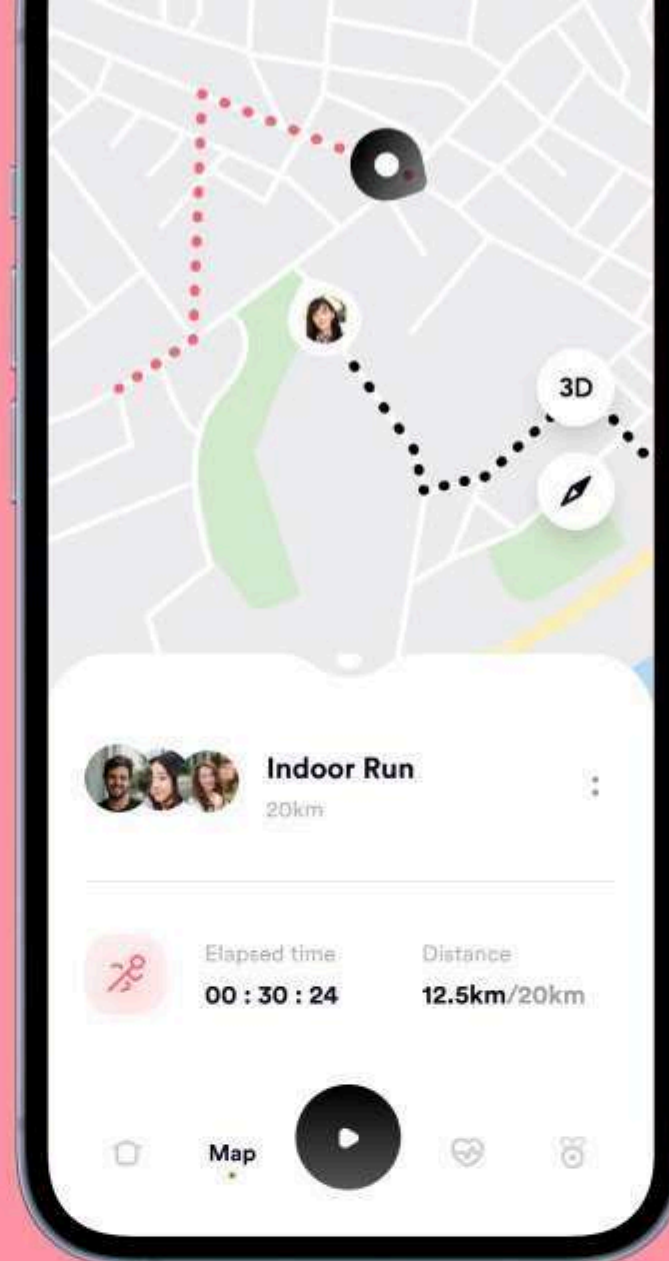 3D
Indoor Run
20km
Elapsed time
Distance
00 : 30 : 24
12.5km/20km
Map